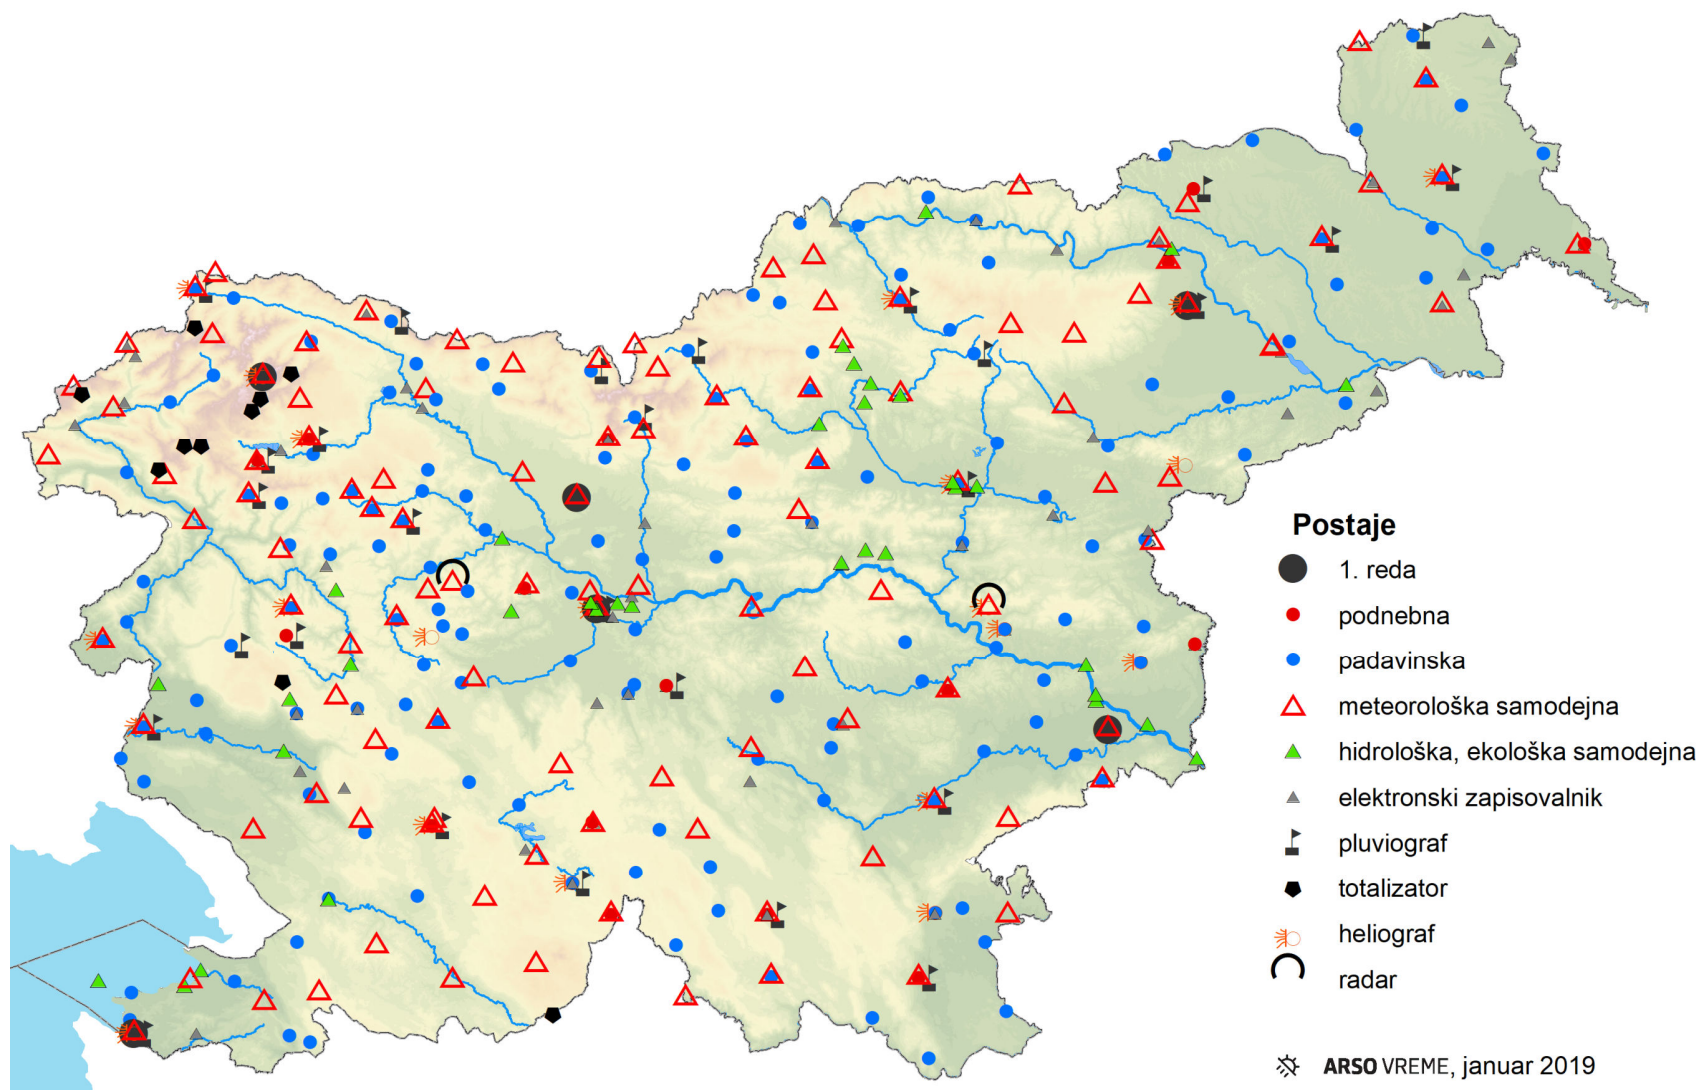 Postaje
1. reda
podnebna
padavinska
meteorološka samodejna
hidrološka, ekološka samodejna
elektronski zapisovalnik
pluviograf
totalizator
heliograf
radar
ARSO VREME, januar 2019